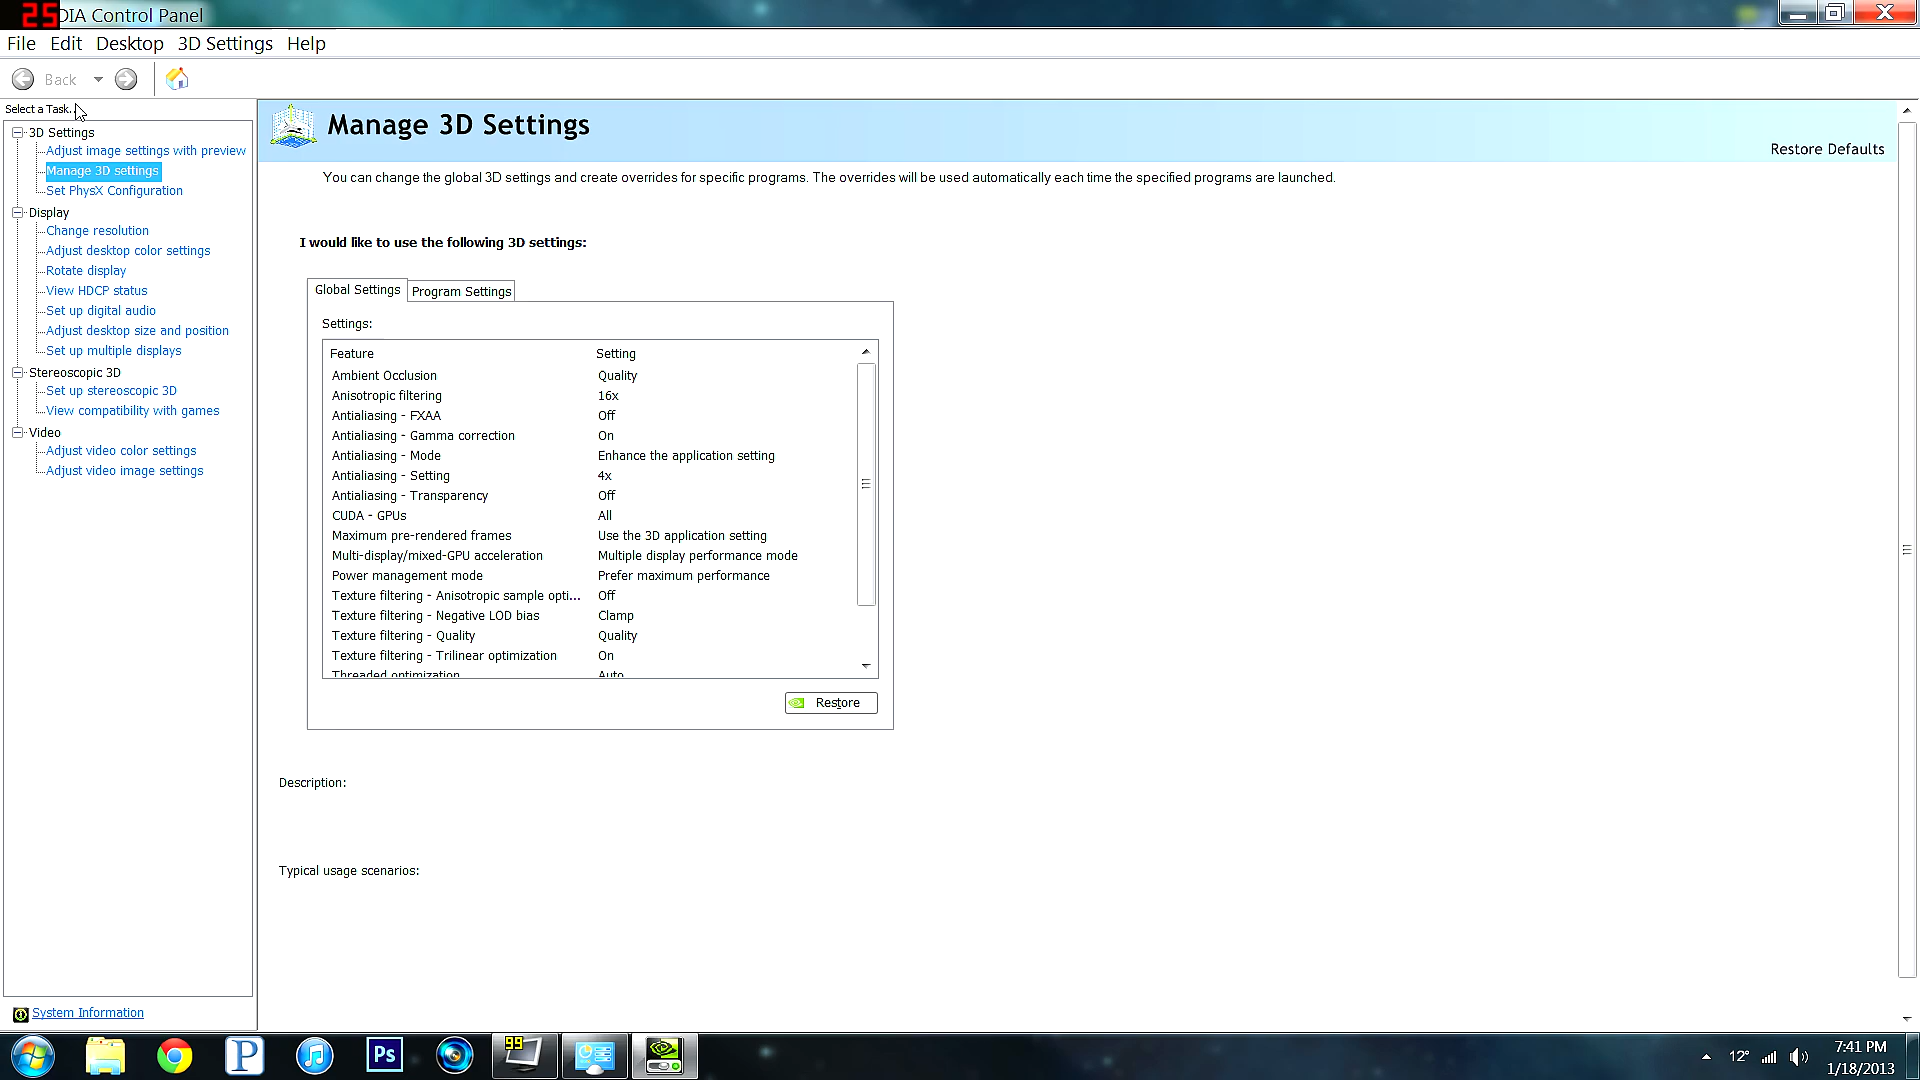 25
DIA Control Panel
File Edit Desktop 3D Settings Help
Back
Select a Task...
3D Settings
Adjust image settings with preview
Manage 3D settings
Set PhysX Configuration
Display
Change resolution
Adjust desktop color settings
Rotate display
View HDCP status
Set up digital audio
Adjust desktop size and position
Set up multiple displays
Stereoscopic 3D
Set up stereoscopic 3D
View compatibility with games
Video
Adjust video color settings
Adjust video image settings
System Information
Manage 3D Settings
Restore Defaults
You can change the global 3D settings and create overrides for specific programs. The overrides will be used automatically each time the specified programs are launched.
I would like to use the following 3D settings:
Global Settings Program Settings
Settings:
Feature Setting
Ambient Occlusion Quality
Anisotropic filtering 16x
Antialiasing - FXAA Off
Antialiasing - Gamma correction On
Antialiasing - Mode Enhance the application setting
Antialiasing - Setting 4x
Antialiasing - Transparency Off
CUDA - GPUs All
Maximum pre-rendered frames Use the 3D application setting
Multi-display/mixed-GPU acceleration Multiple display performance mode
Power management mode Prefer maximum performance
Texture filtering - Anisotropic sample opti... Off
Texture filtering - Negative LOD bias Clamp
Texture filtering - Quality Quality
Texture filtering - Trilinear optimization On
Threaded optimization Auto
Restore
Description:
Typical usage scenarios:
P
Ps
99
12°
7:41 PM
1/18/2013